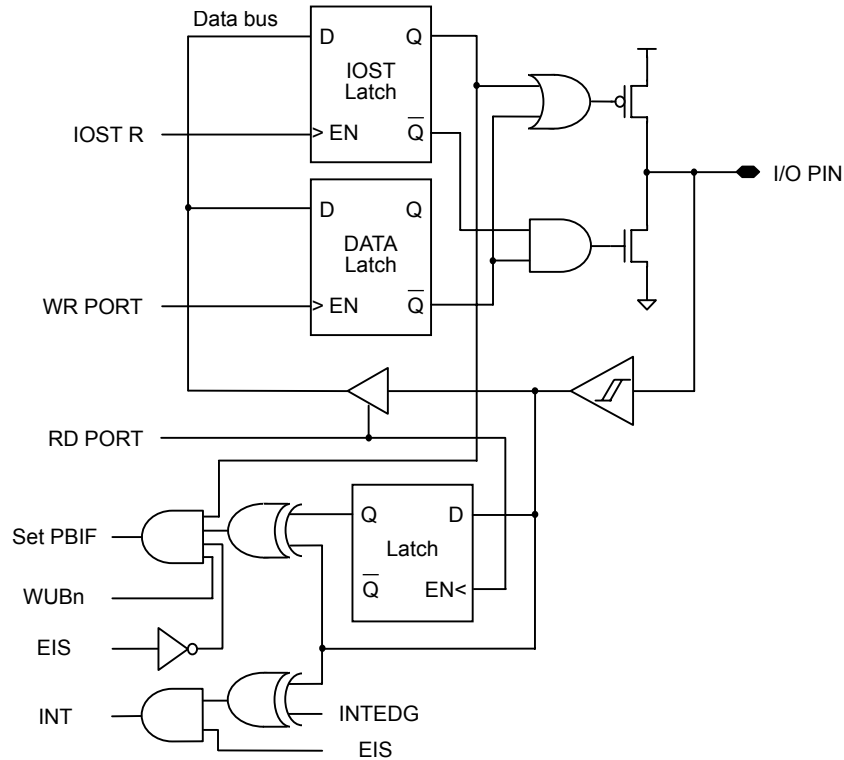 Data bus
D Q
IOST
Latch
IOST R
> EN Q
I/O PIN
D Q
DATA
Latch
WR PORT
> EN Q
RD PORT
Q D
Set PBIF
Latch
Q EN<
WUBn
EIS
INT
INTEDG
EIS